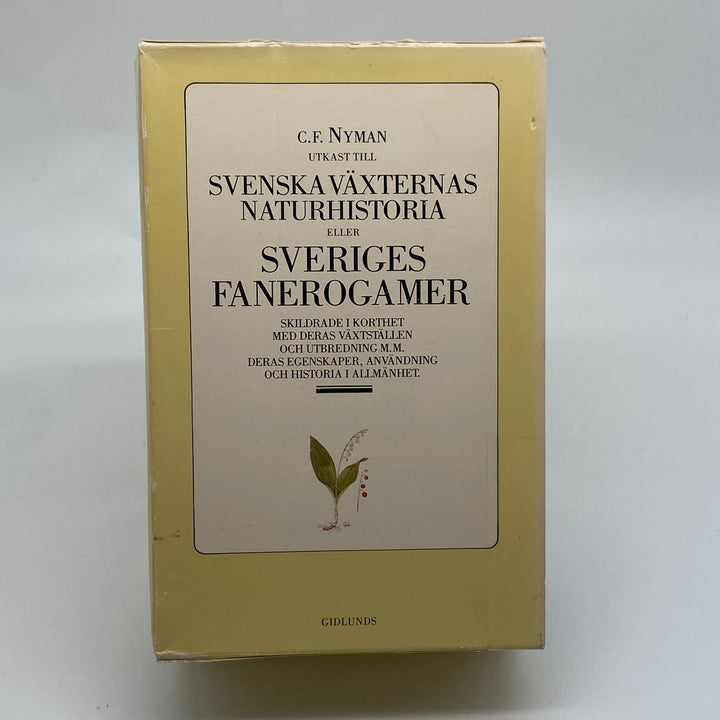 C.F. NYMAN
UTKAST TILL
SVENSKA VÄXTERNAS
NATURHISTORIA
ELLER
SVERIGES
FANEROGAMER
SKILDRADE I KORTHET
MED DERAS VÄXTSTÄLLEN
OCH UTBREDNING M.M.
DERAS EGENSKAPER, ANVÄNDNING
OCH HISTORIA I ALLMÄNHET.
GIDLUNDS